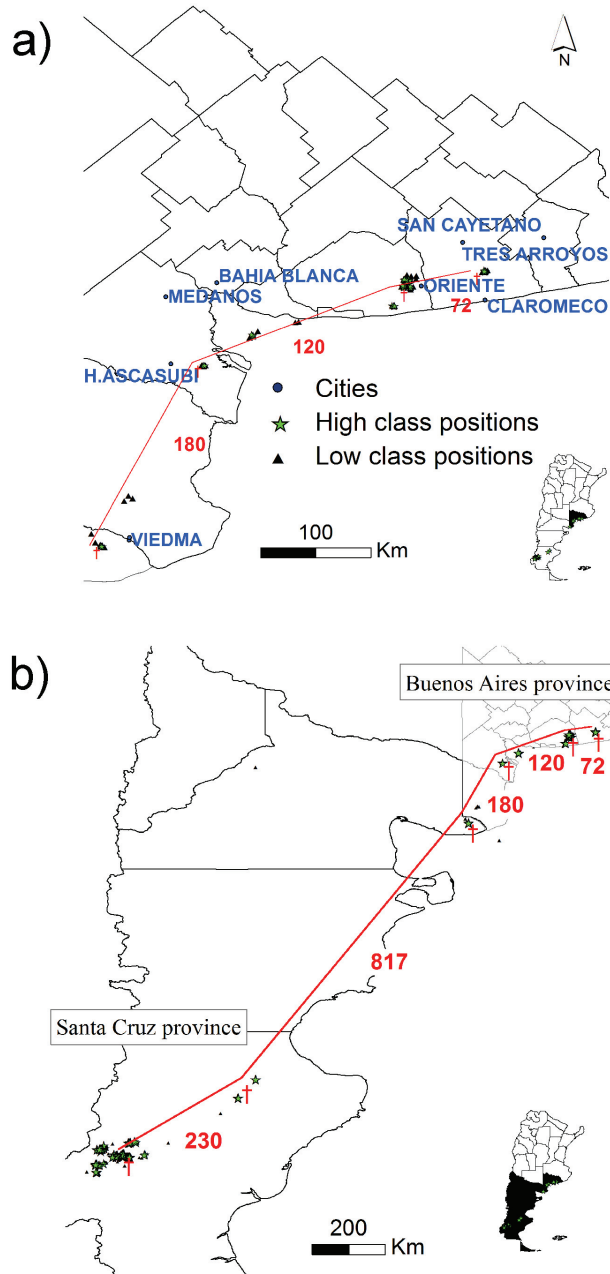 a)
N
SAN CAYETANO
TRES ARROYOS
BAHIA BLANCA
MEDANOS
ORIENTE
72
CLAROMECO
120
H.ASCASUBI
Cities
High class positions
180
Low class positions
100
VIEDMA
Km
b)
Buenos Aires province
120
72
180
817
Santa Cruz province
230
200
Km